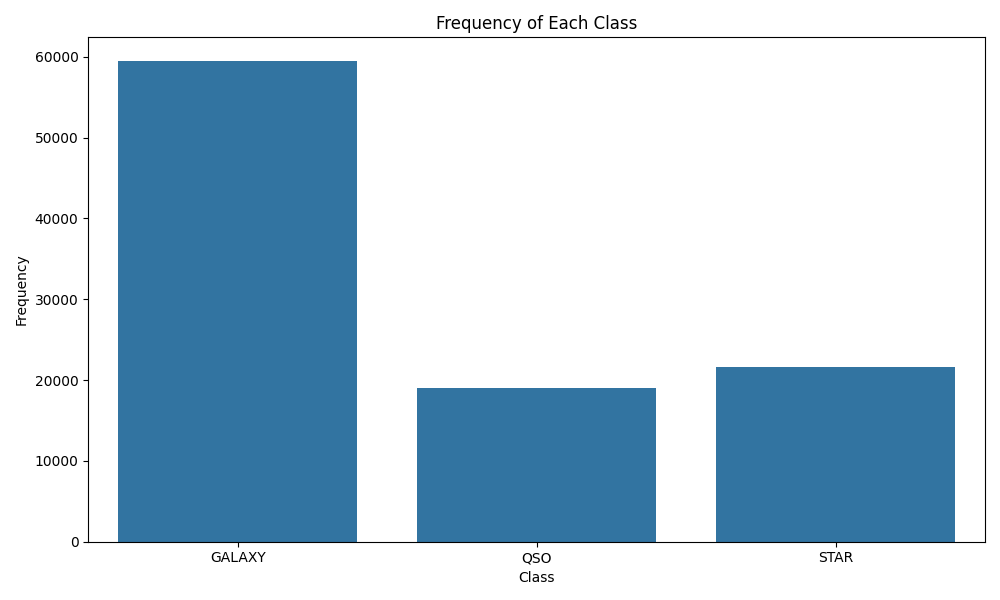 Frequency of Each Class
Frequency
60000
50000
40000
30000
20000
10000
0
GALAXY
QSO
STAR
Class